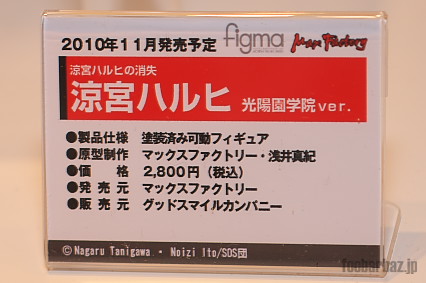 2010年11月発売予定 figma Max Factory
涼宮ハルヒの消失
涼宮ハルヒ 光陽園学院ver.
●製品仕様 塗装済み可動フィギュア
●原型制作 マックスファクトリー・浅井真紀
●価格 2,800円(税込)
●発売元 マックスファクトリー
●販売元 グッドスマイルカンパニー
©Nagaru Tanigawa・Noizi Ito/SOS団
foobarbaz.jp